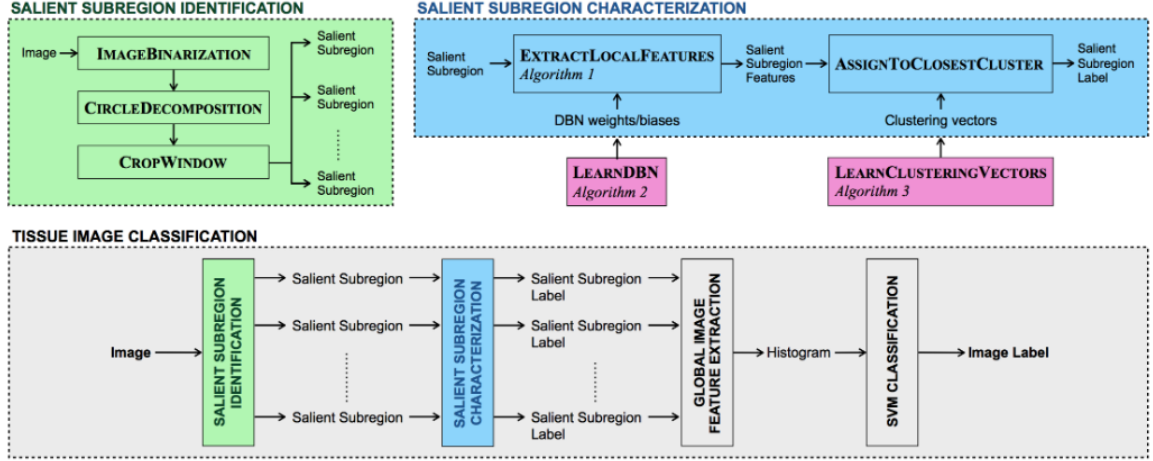 SALIENT SUBREGION IDENTIFICATION
Image
IMAGEBINARIZATION
CIRCLEDECOMPOSITION
CROPWINDOW
Salient
Subregion
Salient
Subregion
Salient
Subregion
SALIENT SUBREGION CHARACTERIZATION
Salient
Subregion
EXTRACTLOCALFEATURES
Algorithm 1
Salient
Subregion
Features
ASSIGNTOCLOSESTCLUSTER
Salient
Subregion
Label
DBN weights/biases
Clustering vectors
LEARNDBN
Algorithm 2
LEARNCLUSTERINGVECTORS
Algorithm 3
TISSUE IMAGE CLASSIFICATION
Image
SALIENT SUBREGION
IDENTIFICATION
Salient Subregion
Salient Subregion
Salient Subregion
SALIENT SUBREGION
CHARACTERIZATION
Salient Subregion
Label
Salient Subregion
Label
Salient Subregion
Label
GLOBAL IMAGE
FEATURE EXTRACTION
Histogram
SVM CLASSIFICATION
Image Label